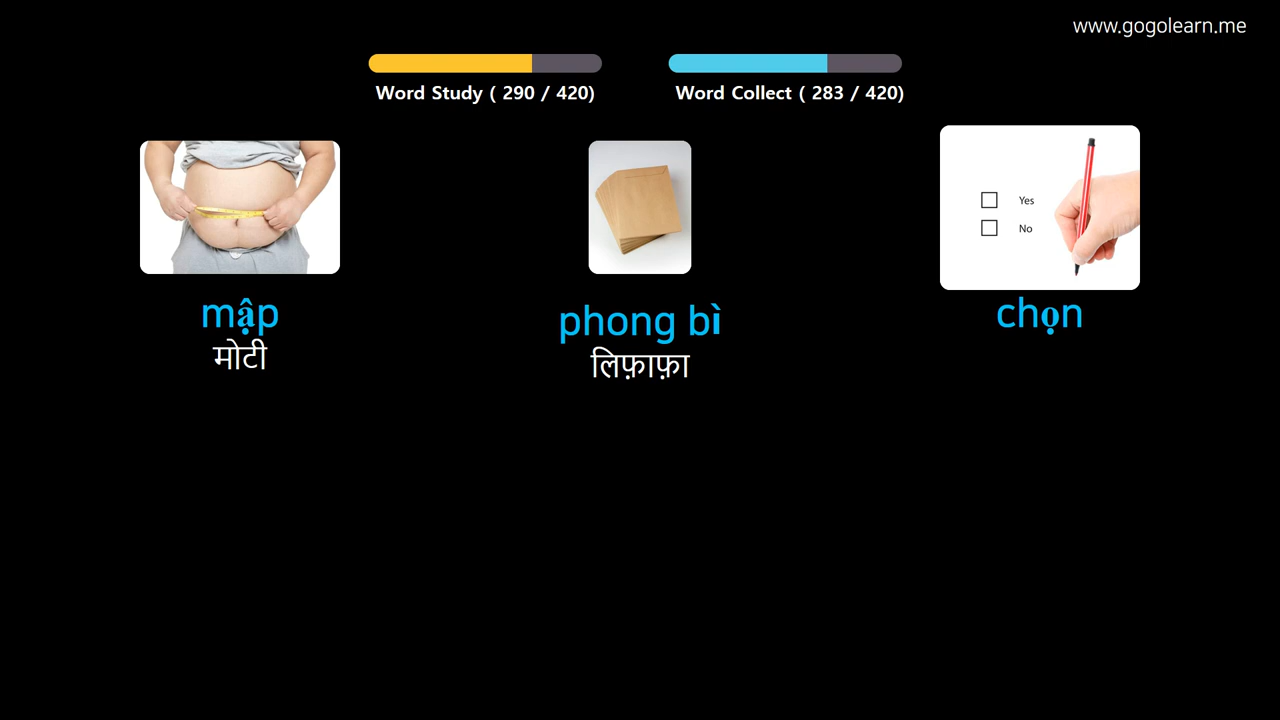 www.gogolearn.me
Word Study ( 290 / 420)
Word Collect ( 283 / 420)
Yes
No
mập
मोटी
phong bì
लिफ़ाफ़ा
chọn